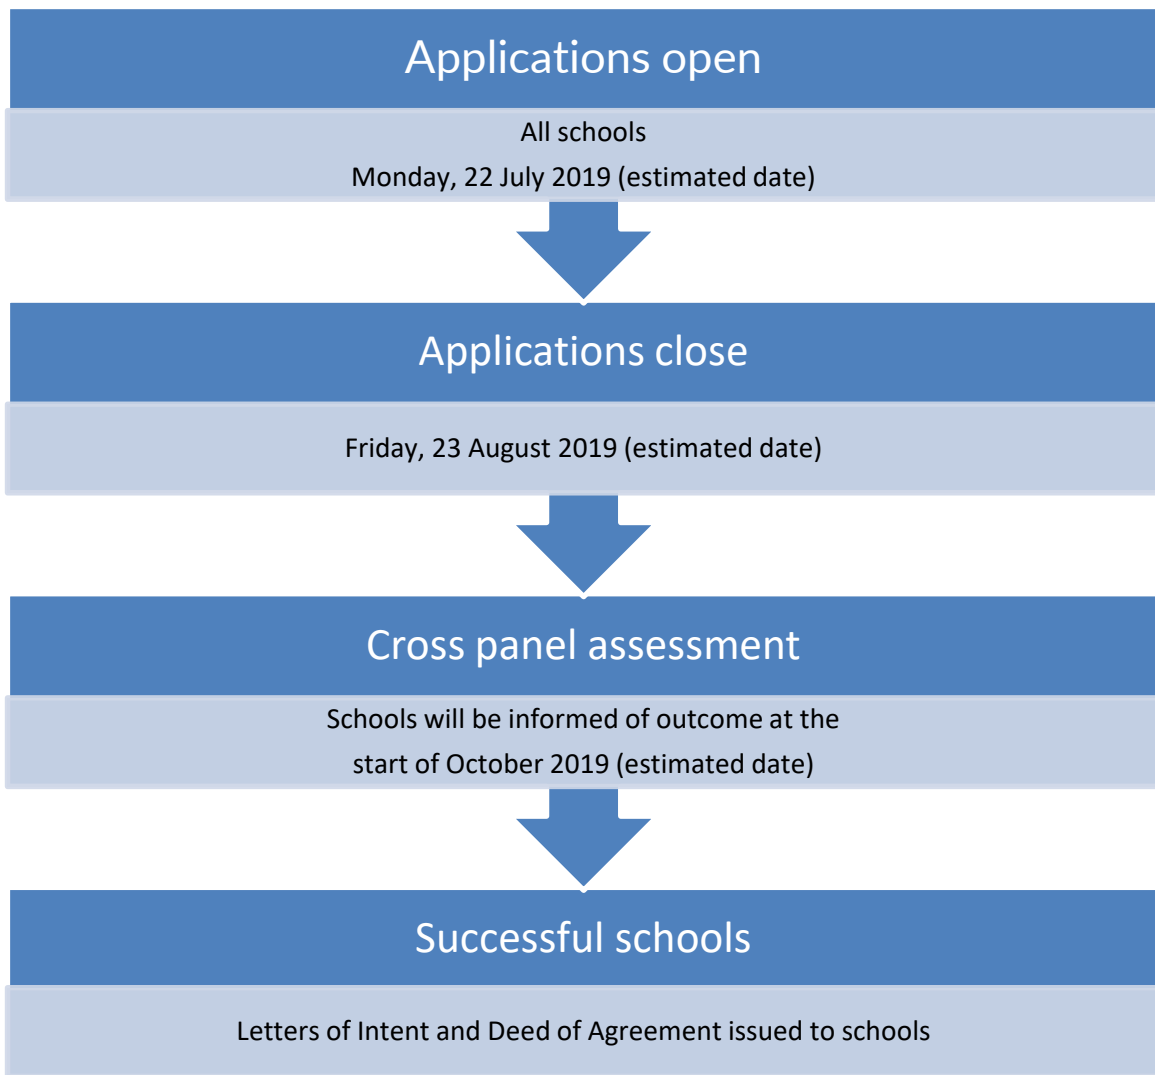 Applications open
All schools
Monday, 22 July 2019 (estimated date)
Applications close
Friday, 23 August 2019 (estimated date)
Cross panel assessment
Schools will be informed of outcome at the
start of October 2019 (estimated date)
Successful schools
Letters of Intent and Deed of Agreement issued to schools